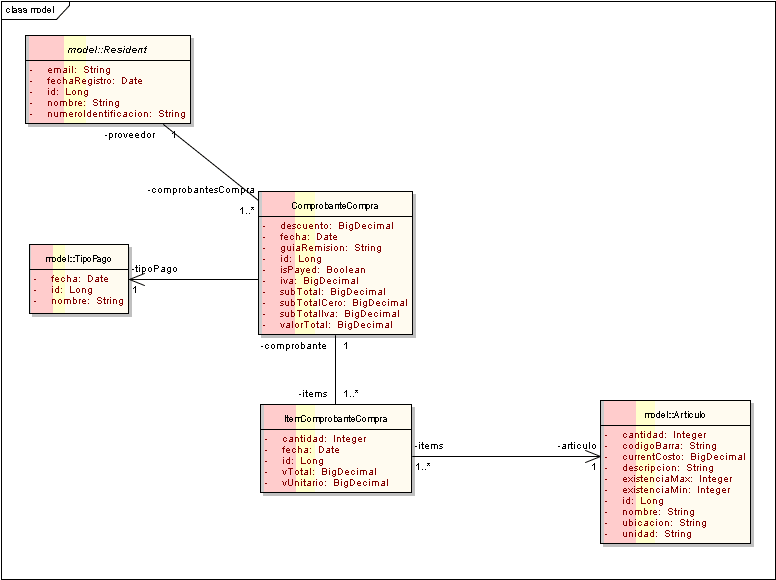 class model
model::Resident
- email: String
- fechaRegistro: Date
- id: Long
- nombre: String
- numeroIdentificacion: String
-proveedor 1
-comprobantesCompra
1..*
ComprobanteCompra
- descuento: BigDecimal
- fecha: Date
- guiaRemision: String
- id: Long
- isPayed: Boolean
- iva: BigDecimal
- subTotal: BigDecimal
- subTotalCero: BigDecimal
- subTotalIva: BigDecimal
- valorTotal: BigDecimal
model::TipoPago
- fecha: Date
- id: Long
- nombre: String
-tipoPago
1
-comprobante 1
-items 1..*
ItemComprobanteCompra
- cantidad: Integer
- fecha: Date
- id: Long
- vTotal: BigDecimal
- vUnitario: BigDecimal
-items -articulo
1..* 1
model::Articulo
- cantidad: Integer
- codigoBarra: String
- currentCosto: BigDecimal
- descripcion: String
- existenciaMax: Integer
- existenciaMin: Integer
- id: Long
- nombre: String
- ubicacion: String
- unidad: String